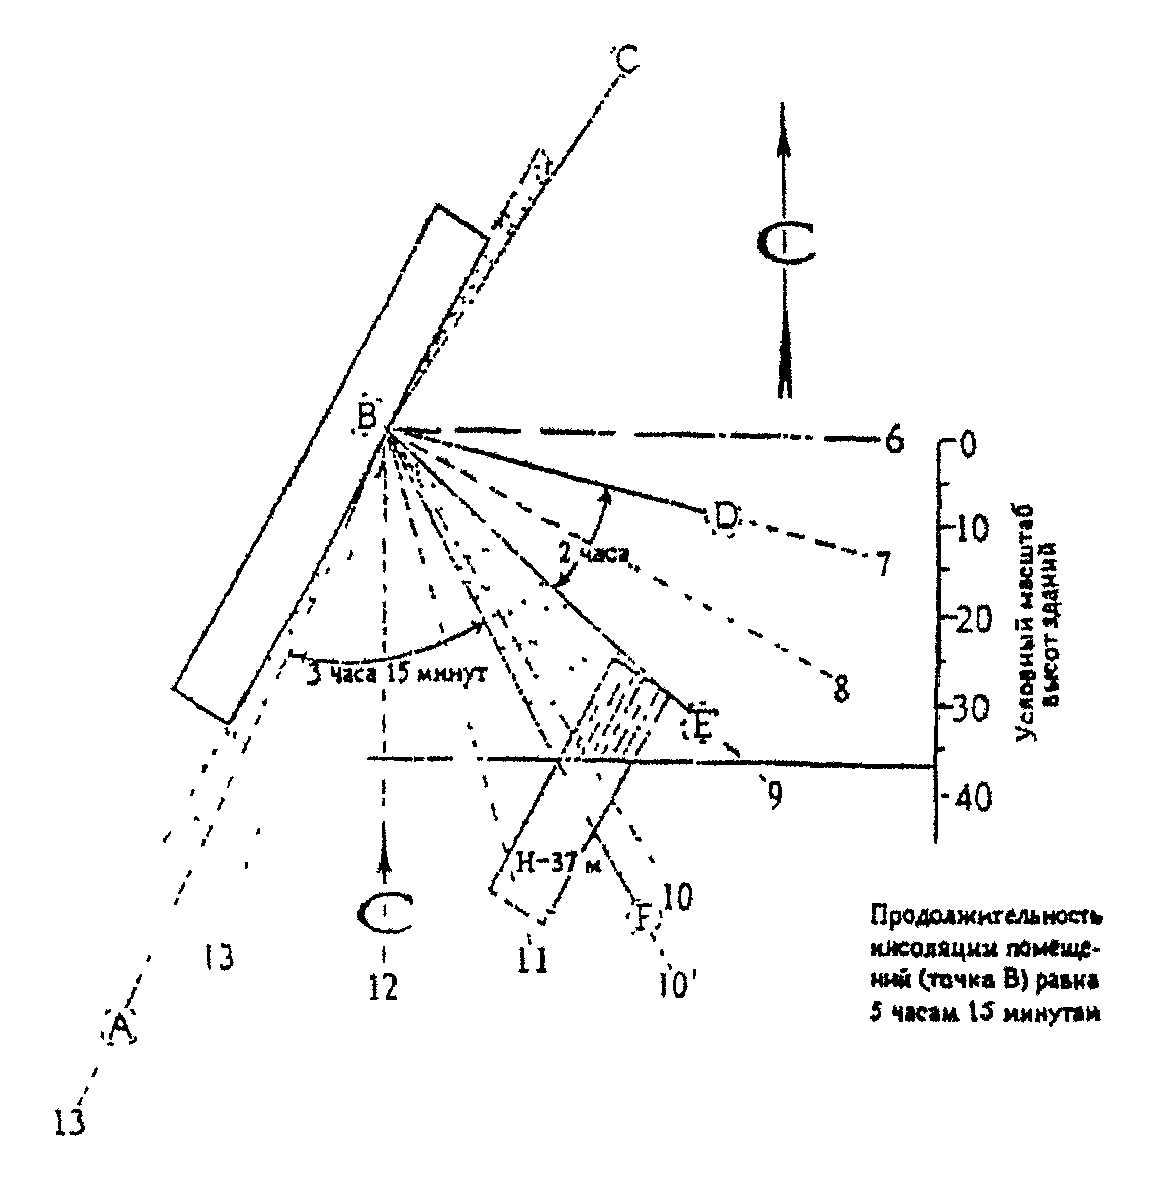 C
С
B
6
0
D
10
2 часа
7
20
3 часа 15 минут
8
30
E
9
40
Условный масштаб
высот зданий
H-37 м
10
F
С
13
11
12
10'
A
13
Продолжительность
инсоляции помеще-
ний (точка В) равна
5 часам 15 минутам